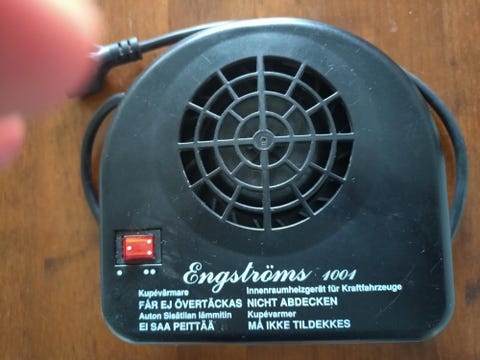 Engströms 1001
Kupévärmare
FÅR EJ ÖVERTÄCKAS
Auton Sisätilan lämmitin
EI SAA PEITTÄÄ
Innenraumheizgerät für Kraftfahrzeuge
NICHT ABDECKEN
Kupévarmer
MÅ IKKE TILDEKKES